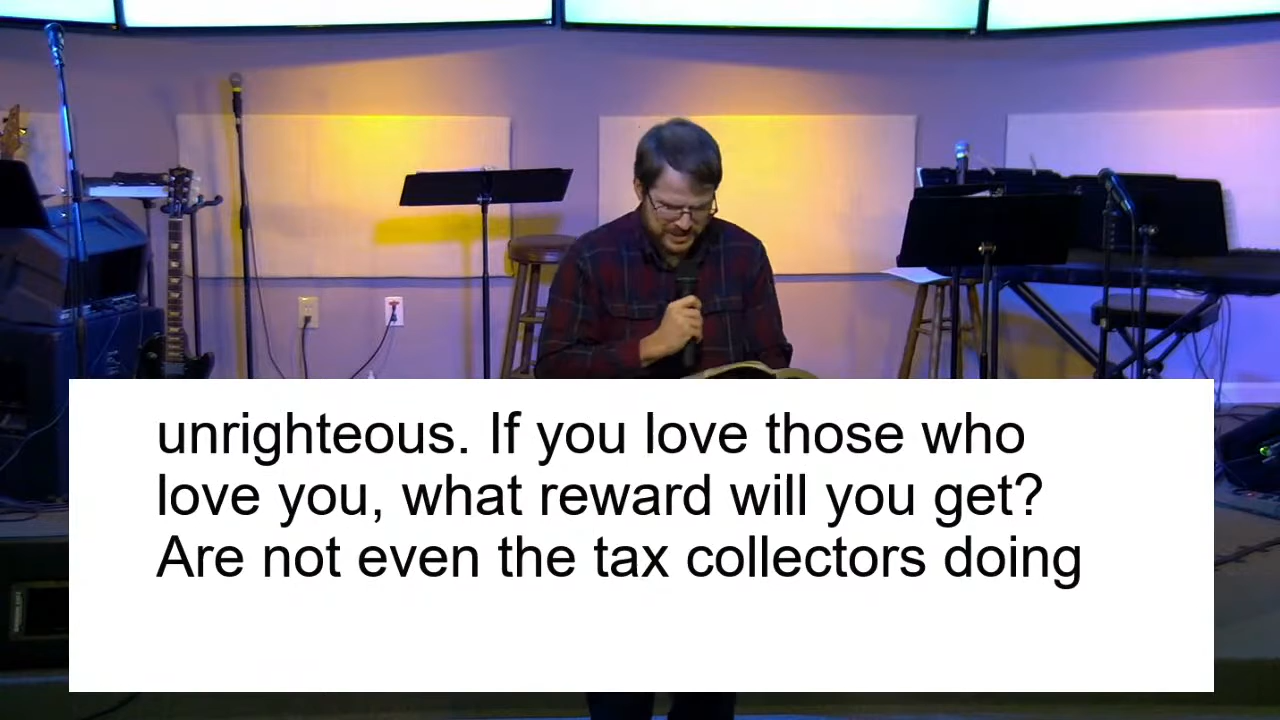 unrighteous. If you love those who
love you, what reward will you get?
Are not even the tax collectors doing